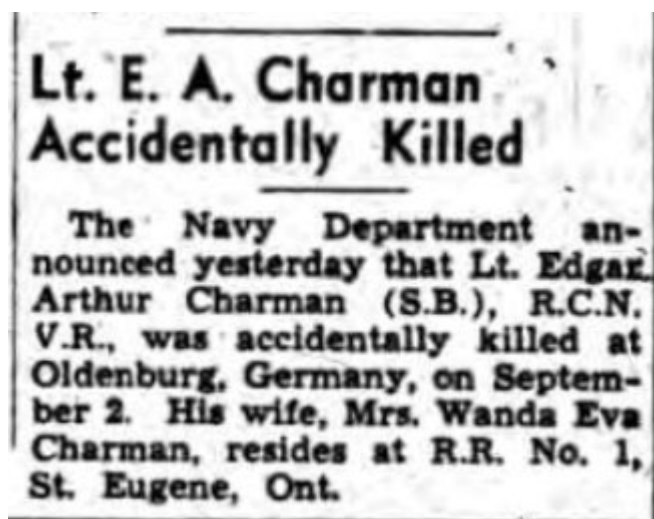 Lt. E. A. Charman
Accidentally Killed
The Navy Department an-
nounced yesterday that Lt. Edgar
Arthur Charman (S.B.), R.C.N.
V.R., was accidentally killed at
Oldenburg, Germany, on Septem-
ber 2. His wife, Mrs. Wanda Eva
Charman, resides at R.R. No. 1,
St. Eugene, Ont.